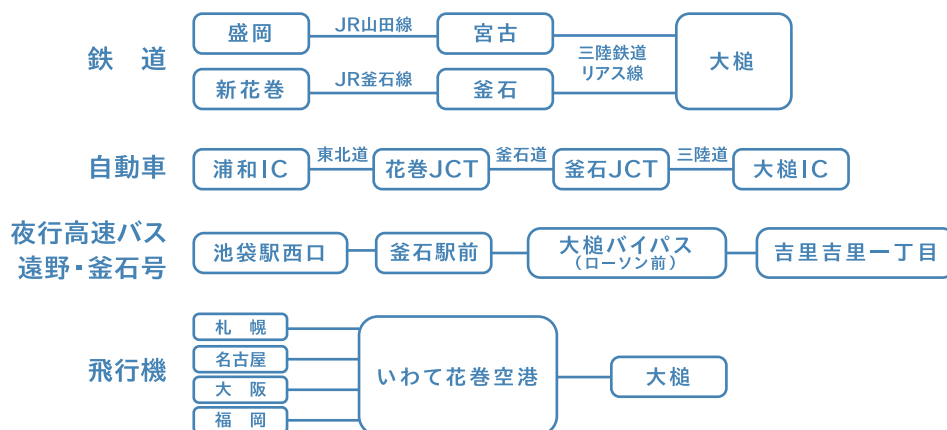 鉄　道
盛岡
JR山田線
宮古
三陸鉄道
リアス線
大槌
新花巻
JR釜石線
釜石
自動車
浦和IC
東北道
花巻JCT
釜石道
釜石JCT
三陸道
大槌IC
夜行高速バス
遠野・釜石号
池袋駅西口
釜石駅前
大槌バイパス
（ローソン前）
吉里吉里一丁目
飛行機
札　幌
名古屋
大　阪
福　岡
いわて花巻空港
大槌